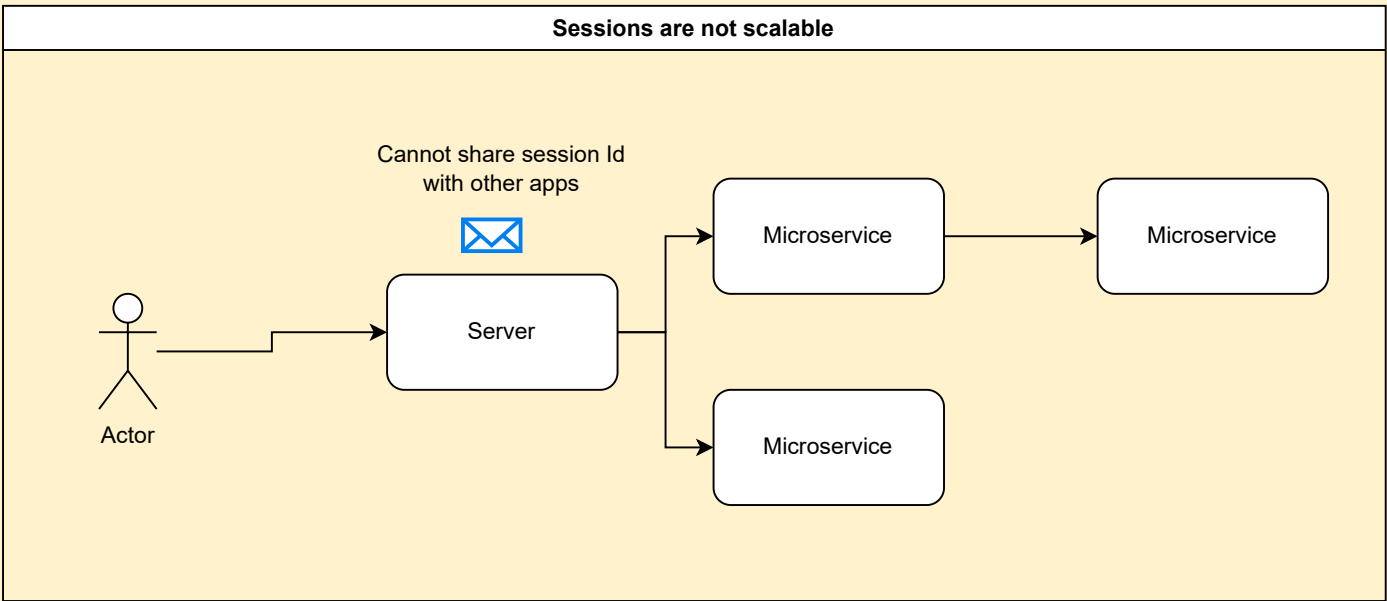 Sessions are not scalable
Cannot share session Id
with other apps
Microservice
Microservice
Server
Actor
Microservice